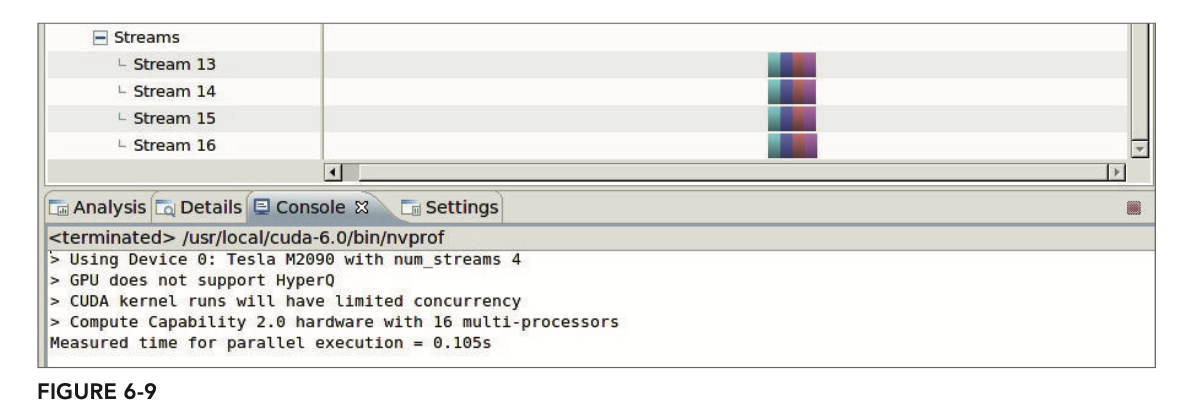 Streams
Stream 13
Stream 14
Stream 15
Stream 16
Analysis Details Console Settings
<terminated> /usr/local/cuda-6.0/bin/nvprof
> Using Device 0: Tesla M2090 with num_streams 4
> GPU does not support HyperQ
> CUDA kernel runs will have limited concurrency
> Compute Capability 2.0 hardware with 16 multi-processors
Measured time for parallel execution = 0.105s
FIGURE 6-9